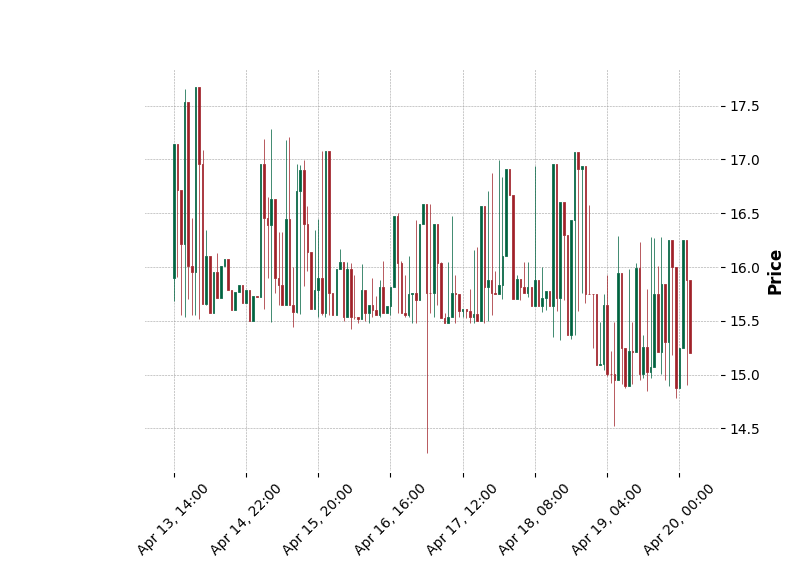 17.5
17.0
16.5
16.0
15.5
15.0
14.5
Price
Apr 13, 14:00
Apr 14, 22:00
Apr 15, 20:00
Apr 16, 16:00
Apr 17, 12:00
Apr 18, 08:00
Apr 19, 04:00
Apr 20, 00:00